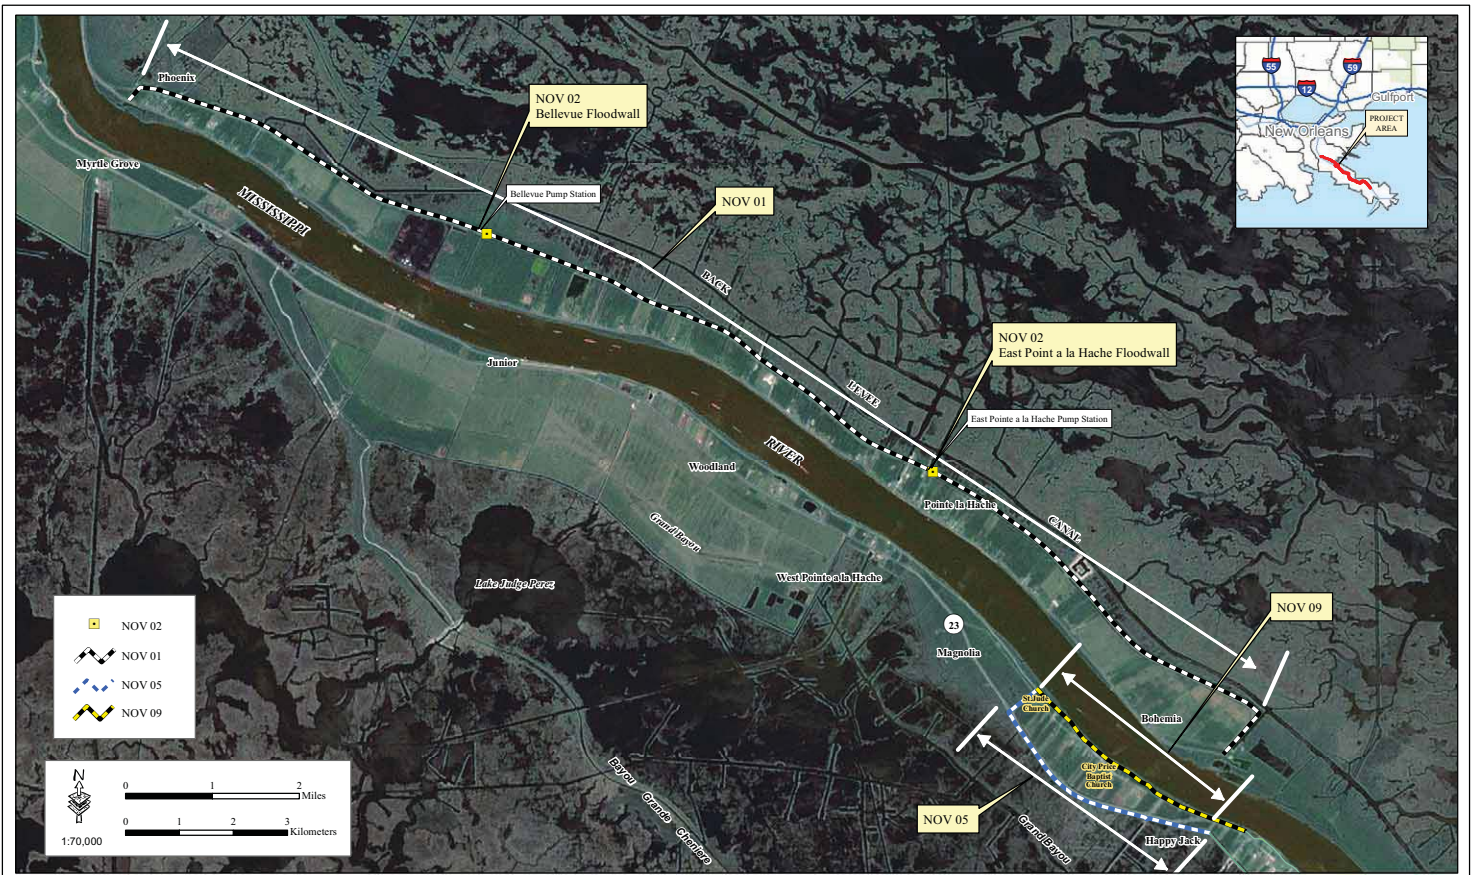 Phoenix
Myrtle Grove
NOV 02
Bellevue Floodwall
Bellevue Pump Station
NOV 01
MISSISSIPPI
BACK
Junior
LEVEE
NOV 02
East Point a la Hache Floodwall
East Pointe a la Hache Pump Station
RIVER
Woodland
Pointe la Hache
Grand Bayou
CANAL
West Pointe a la Hache
Lake Judge Perez
23
Magnolia
NOV 09
St.Jude
Church
Bohemia
City Price
Baptist
Church
NOV 05
Happy Jack
Grand Bayou
Bayou Grande Cheniere
55
59
12
Gulfport
New Orleans
PROJECT
AREA
NOV 02
NOV 01
NOV 05
NOV 09
N
1:70,000
0 1 2
Miles
0 1 2 3
Kilometers